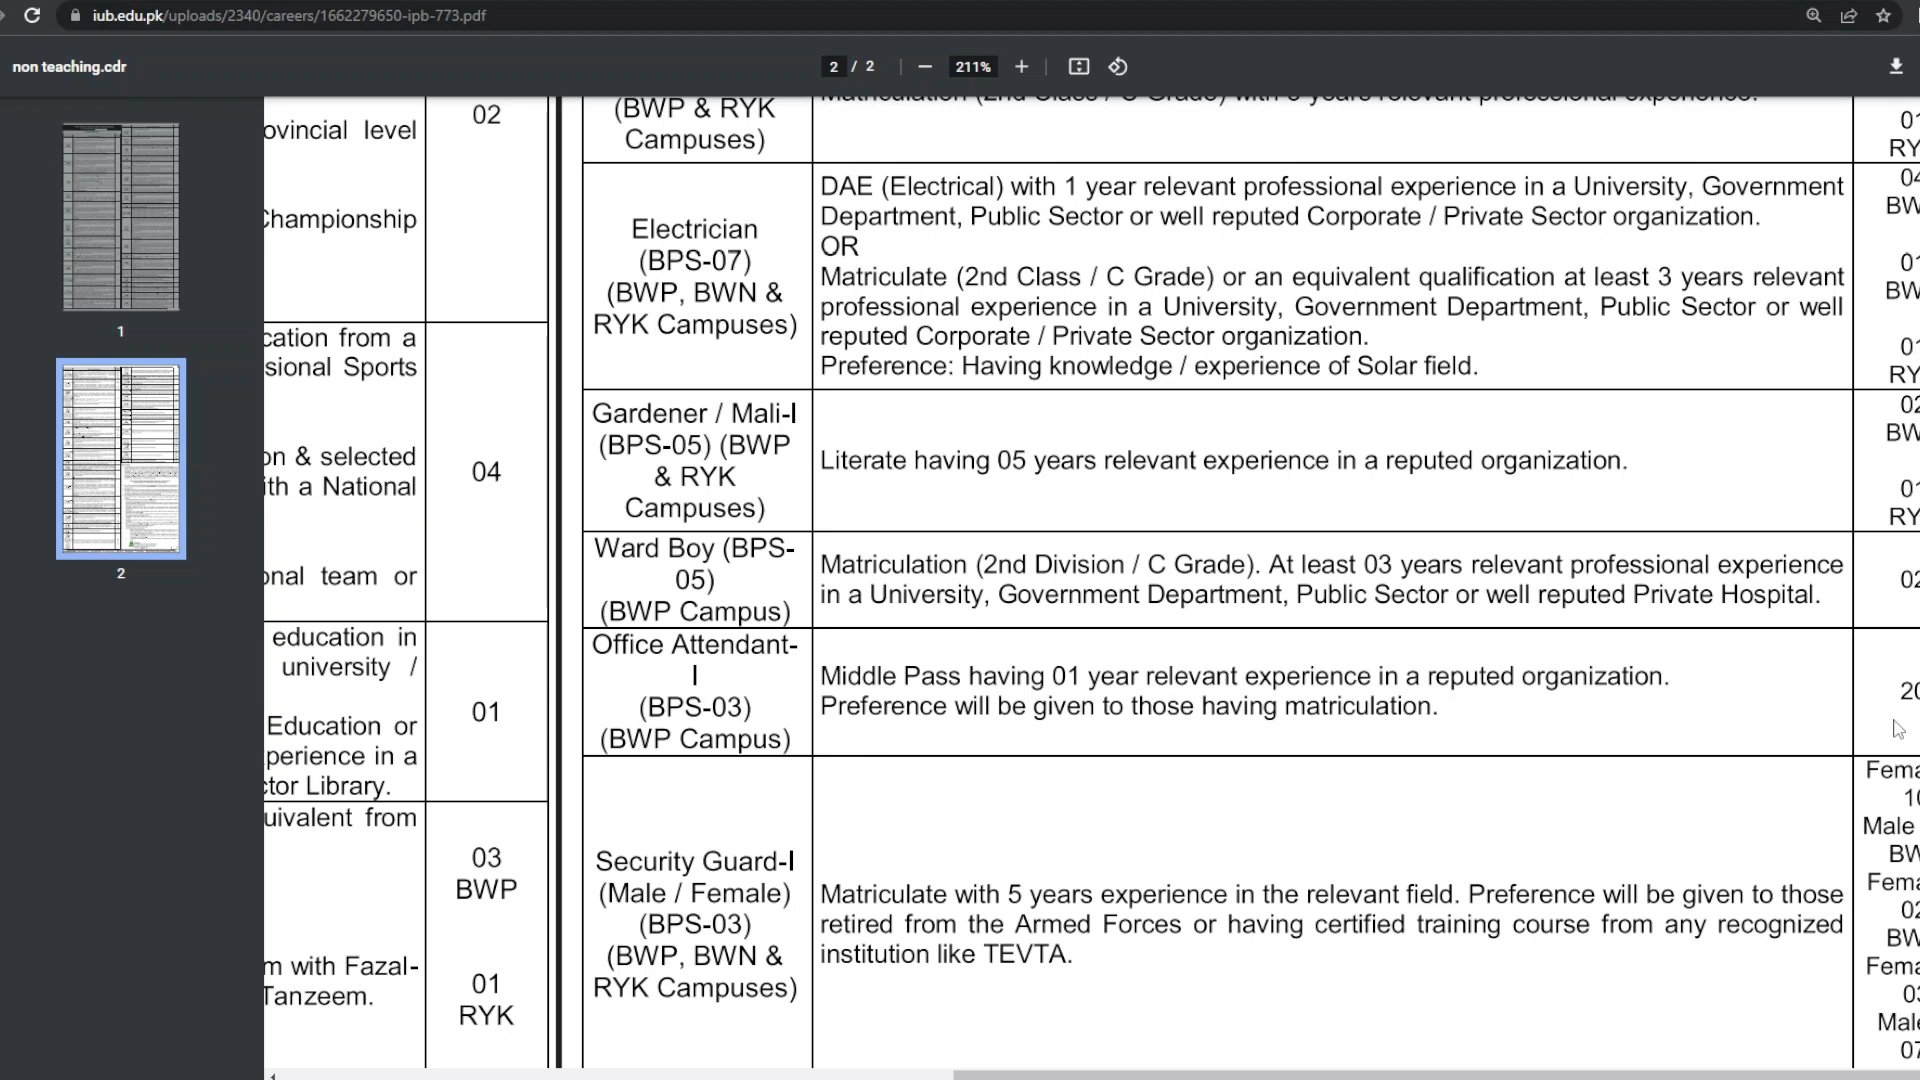 iub.edu.pk/uploads/2340/careers/1662279650-ipb-773.pdf
non teaching.cdr
2 / 2
211%
1
2
ovincial level
Championship
02
cation from a
sional Sports
on & selected
ith a National
onal team or
04
education in
university /
Education or
perience in a
ctor Library.
01
uivalent from
m with Fazal-
Tanzeem.
03
BWP
01
RYK
(BWP & RYK
Campuses)
Electrician
(BPS-07)
(BWP, BWN &
RYK Campuses)
DAE (Electrical) with 1 year relevant professional experience in a University, Government
Department, Public Sector or well reputed Corporate / Private Sector organization.
OR
Matriculate (2nd Class / C Grade) or an equivalent qualification at least 3 years relevant
professional experience in a University, Government Department, Public Sector or well
reputed Corporate / Private Sector organization.
Preference: Having knowledge / experience of Solar field.
Gardener / Mali-I
(BPS-05) (BWP
& RYK
Campuses)
Literate having 05 years relevant experience in a reputed organization.
Ward Boy (BPS-
05)
(BWP Campus)
Matriculation (2nd Division / C Grade). At least 03 years relevant professional experience
in a University, Government Department, Public Sector or well reputed Private Hospital.
Office Attendant-
I
(BPS-03)
(BWP Campus)
Middle Pass having 01 year relevant experience in a reputed organization.
Preference will be given to those having matriculation.
20
Security Guard-I
(Male / Female)
(BPS-03)
(BWP, BWN &
RYK Campuses)
Matriculate with 5 years experience in the relevant field. Preference will be given to those
retired from the Armed Forces or having certified training course from any recognized
institution like TEVTA.
Male